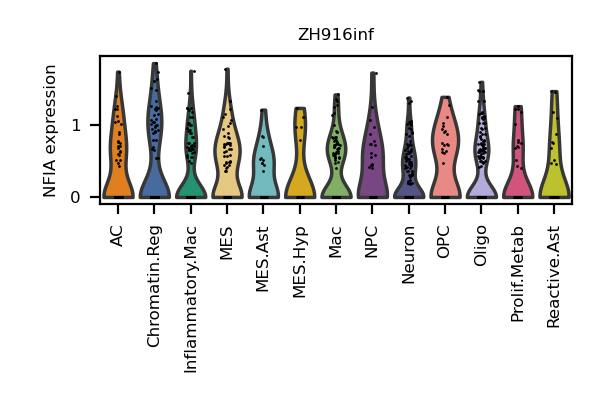 ZH916inf
NFIA expression
1
0
AC
Chromatin.Reg
Inflammatory.Mac
MES
MES.Ast
MES.Hyp
Mac
NPC
Neuron
OPC
Oligo
Prolif.Metab
Reactive.Ast